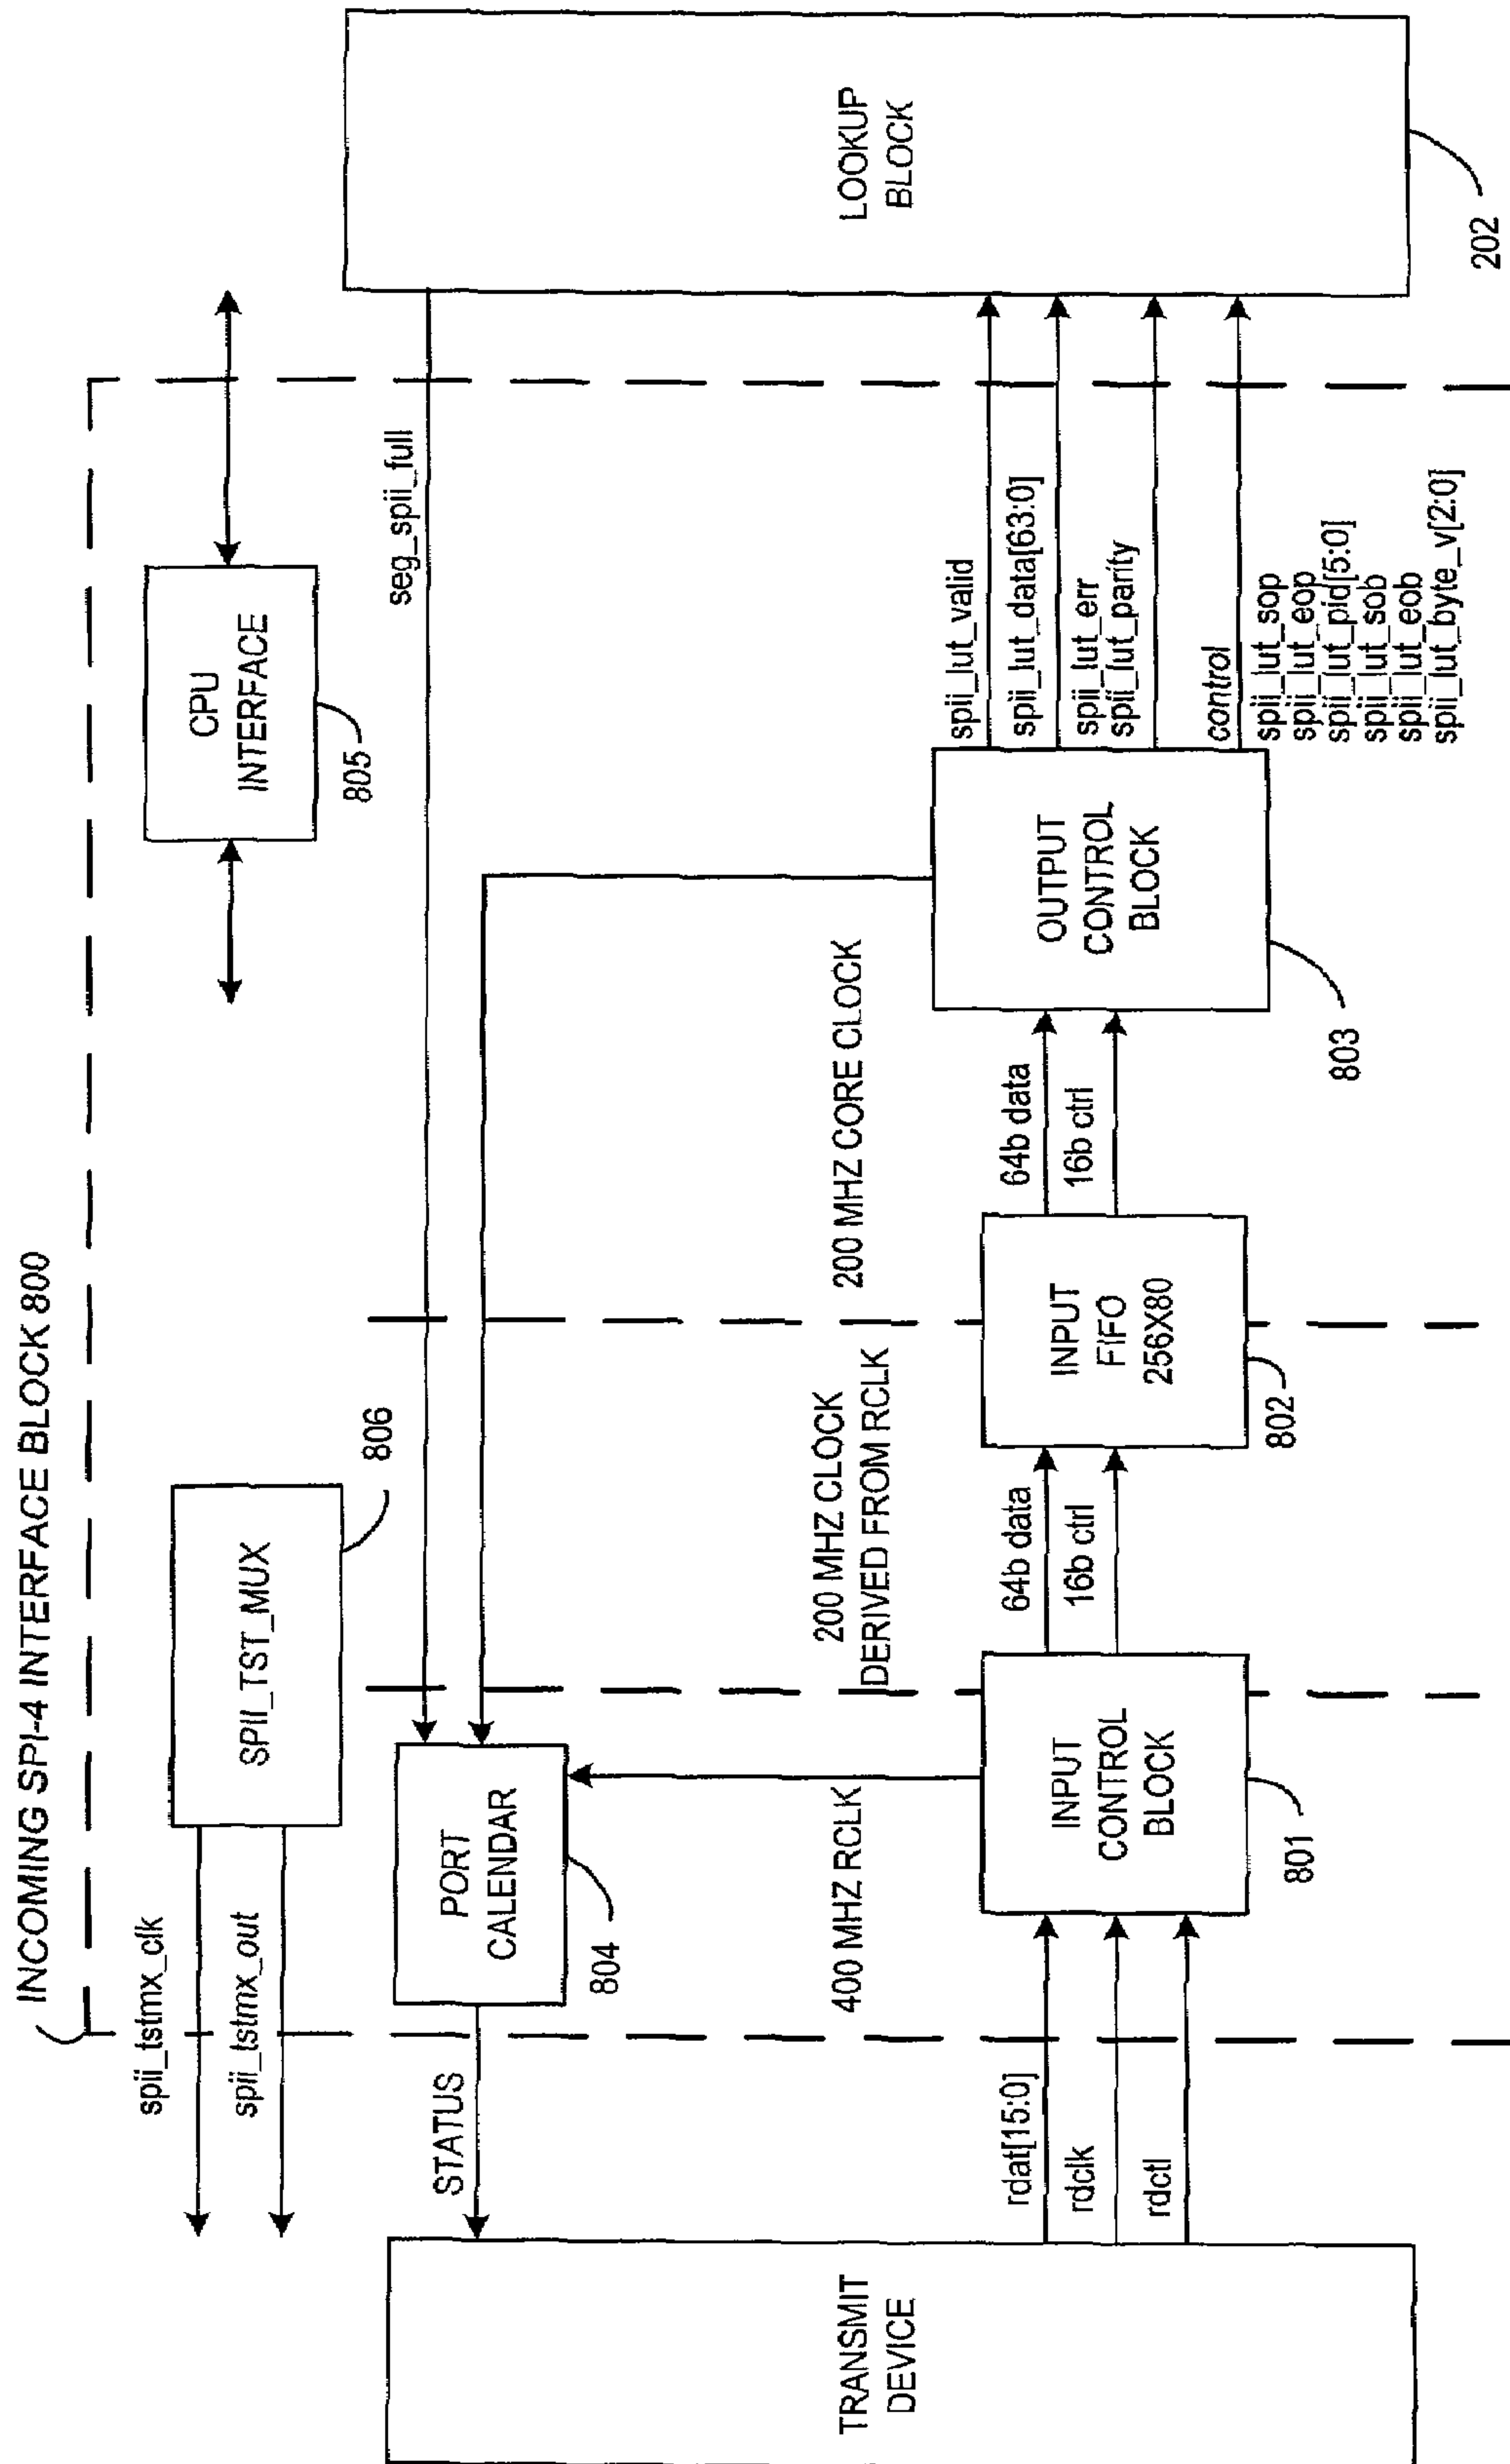 INCOMING SPI-4 INTERFACE BLOCK 800
spii_tstmx_clk
spii_tstmx_out
SPII_TST_MUX
806
CPU
INTERFACE
805
seg_spii_full
STATUS
PORT
CALENDAR
804
TRANSMIT
DEVICE
rdat[15:0]
rdclk
rdctl
400 MHZ RCLK
INPUT
CONTROL
BLOCK
801
200 MHZ CLOCK
DERIVED FROM RCLK
64b data
16b ctrl
INPUT
FIFO
256X80
802
200 MHZ CORE CLOCK
64b data
16b ctrl
OUTPUT
CONTROL
BLOCK
803
spii_lut_valid
spii_lut_data[63:0]
spii_lut_err
spii_lut_parity
control
spii_lut_sop
spii_lut_eop
spii_lut_pid[5:0]
spii_lut_sob
spii_lut_eob
spii_lut_byte_v[2:0]
LOOKUP
BLOCK
202